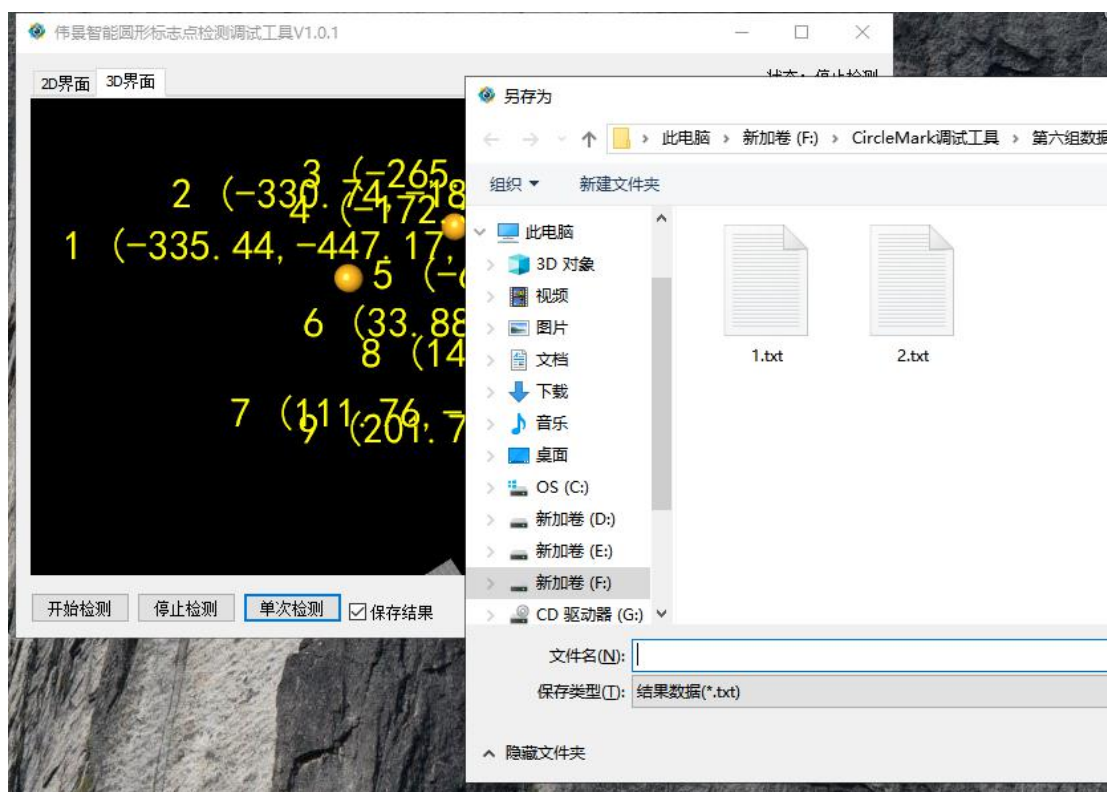 伟景智能圆形标志点检测调试工具V1.0.1
2D界面
3D界面
状态: 停止检测
3 (-265.
2 (-330.74, -18
4 (-172.
1 (-335.44, -447.17,
5 (-6
6 (33.88
8 (14
7 (111.76, -
9 (201.7
开始检测
停止检测
单次检测
保存结果
另存为
此电脑 › 新加卷 (F:) › CircleMark调试工具 › 第六组数据
组织
新建文件夹
此电脑
3D 对象
视频
图片
文档
下载
音乐
桌面
OS (C:)
新加卷 (D:)
新加卷 (E:)
新加卷 (F:)
CD 驱动器 (G:)
1.txt
2.txt
文件名(N):
保存类型(T): 结果数据(*.txt)
隐藏文件夹